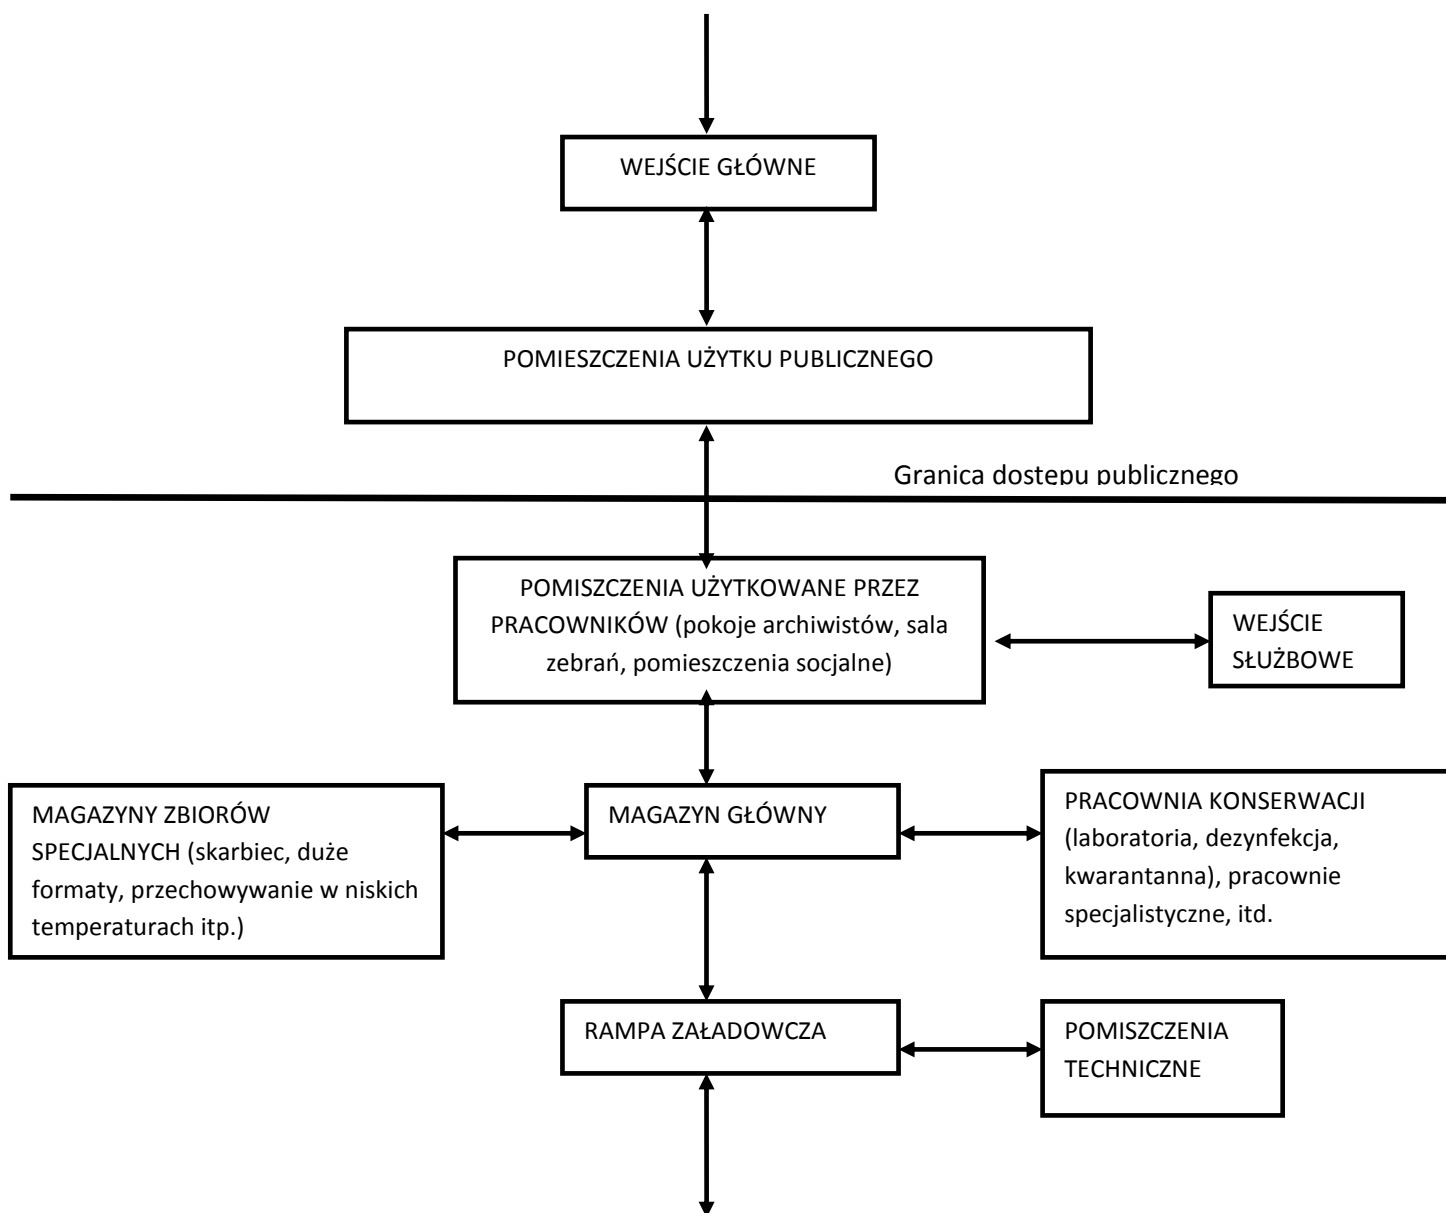 WEJŚCIE GŁÓWNE
POMIESZCZENIA UŻYTKU PUBLICZNEGO
Granica dostępu publicznego
POMISZCZENIA UŻYTKOWANE PRZEZ
PRACOWNIKÓW (pokoje archiwistów, sala
zebrań, pomieszczenia socjalne)
WEJŚCIE
SŁUŻBOWE
MAGAZYNY ZBIORÓW
SPECJALNYCH (skarbiec, duże
formaty, przechowywanie w niskich
temperaturach itp.)
MAGAZYN GŁÓWNY
PRACOWNIA KONSERWACJI
(laboratoria, dezynfekcja,
kwarantanna), pracownie
specjalistyczne, itd.
RAMPA ZAŁADOWCZA
POMISZCZENIA
TECHNICZNE